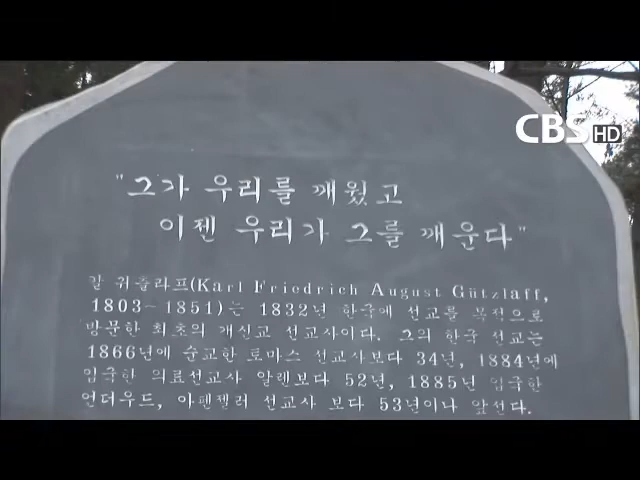 CBS HD
"그가 우리를 깨웠고
이젠 우리가 그를 깨운다"
칼 귀츨라프(Karl Friedrich August Gützlaff,
1803~1851)는 1832년 한국에 선교를 목적으로
방문한 최초의 개신교 선교사이다. 그의 한국 선교는
1866년에 순교한 토마스 선교사보다 34년, 1884년에
입국한 의료선교사 알렌보다 52년, 1885년 입국한
언더우드, 아펜젤러 선교사 보다 53년이나 앞선다.